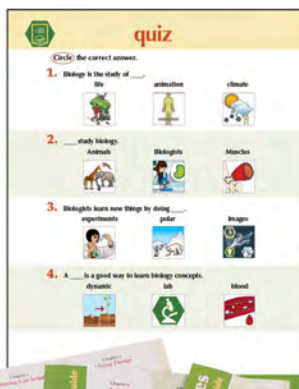 quiz
Circle the correct answer.
1. Biology is the study of ___.
life animation climate
2. ___ study biology.
Animals Biologists Muscles
3. Biologists learn new things by doing ___.
experiments polar images
4. A ___ is a good way to learn biology concepts.
dynamic lab blood